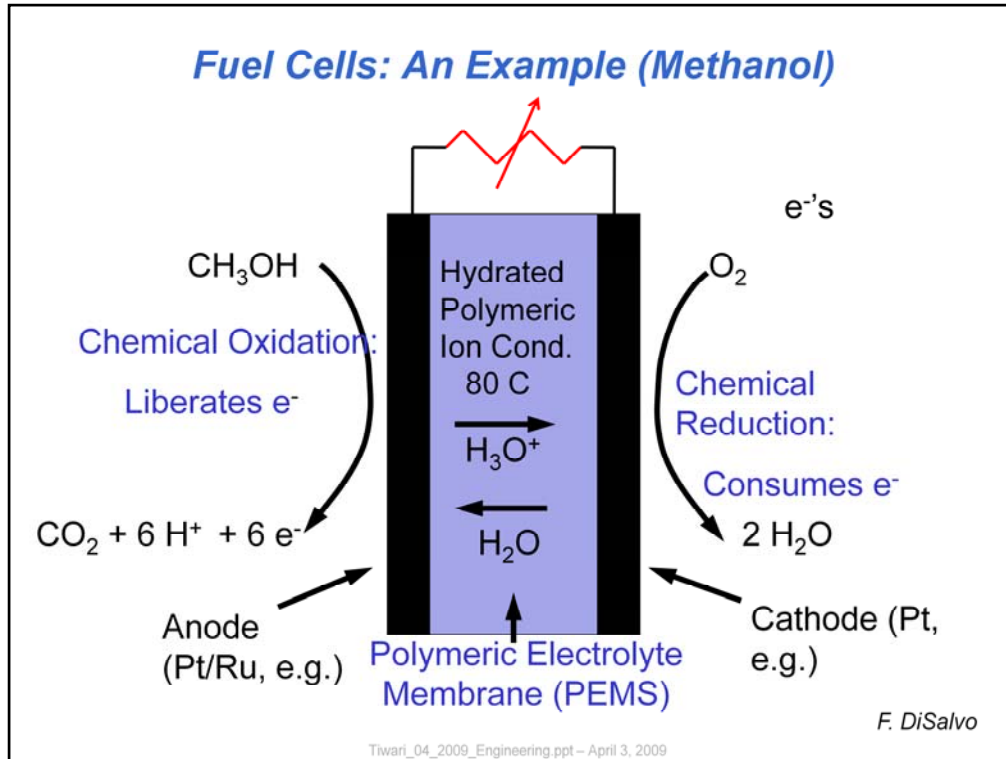 Fuel Cells: An Example (Methanol)
e⁻'s
CH₃OH
O₂
Hydrated
Polymeric
Ion Cond.
80 C
Chemical Oxidation:
Liberates e⁻
Chemical
Reduction:
H₃O⁺
Consumes e⁻
CO₂ + 6 H⁺ + 6 e⁻
H₂O
2 H₂O
Anode
(Pt/Ru, e.g.)
Cathode (Pt,
e.g.)
Polymeric Electrolyte
Membrane (PEMS)
F. DiSalvo
Tiwari_04_2009_Engineering.ppt – April 3, 2009